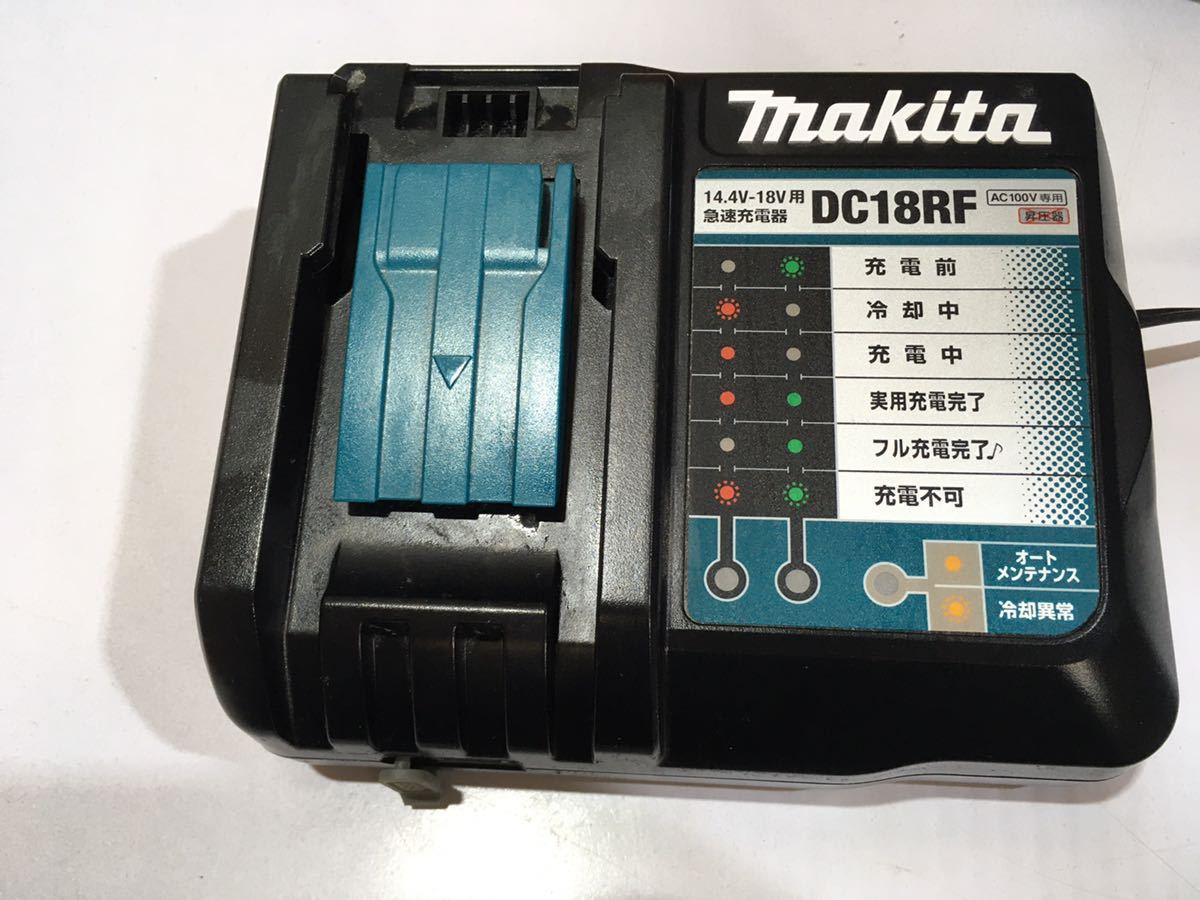 makita
14.4V-18V用
急速充電器
DC18RF
AC100V専用
昇圧器
充電前
冷却中
充電中
実用充電完了
フル充電完了♪
充電不可
オート
メンテナンス
冷却異常